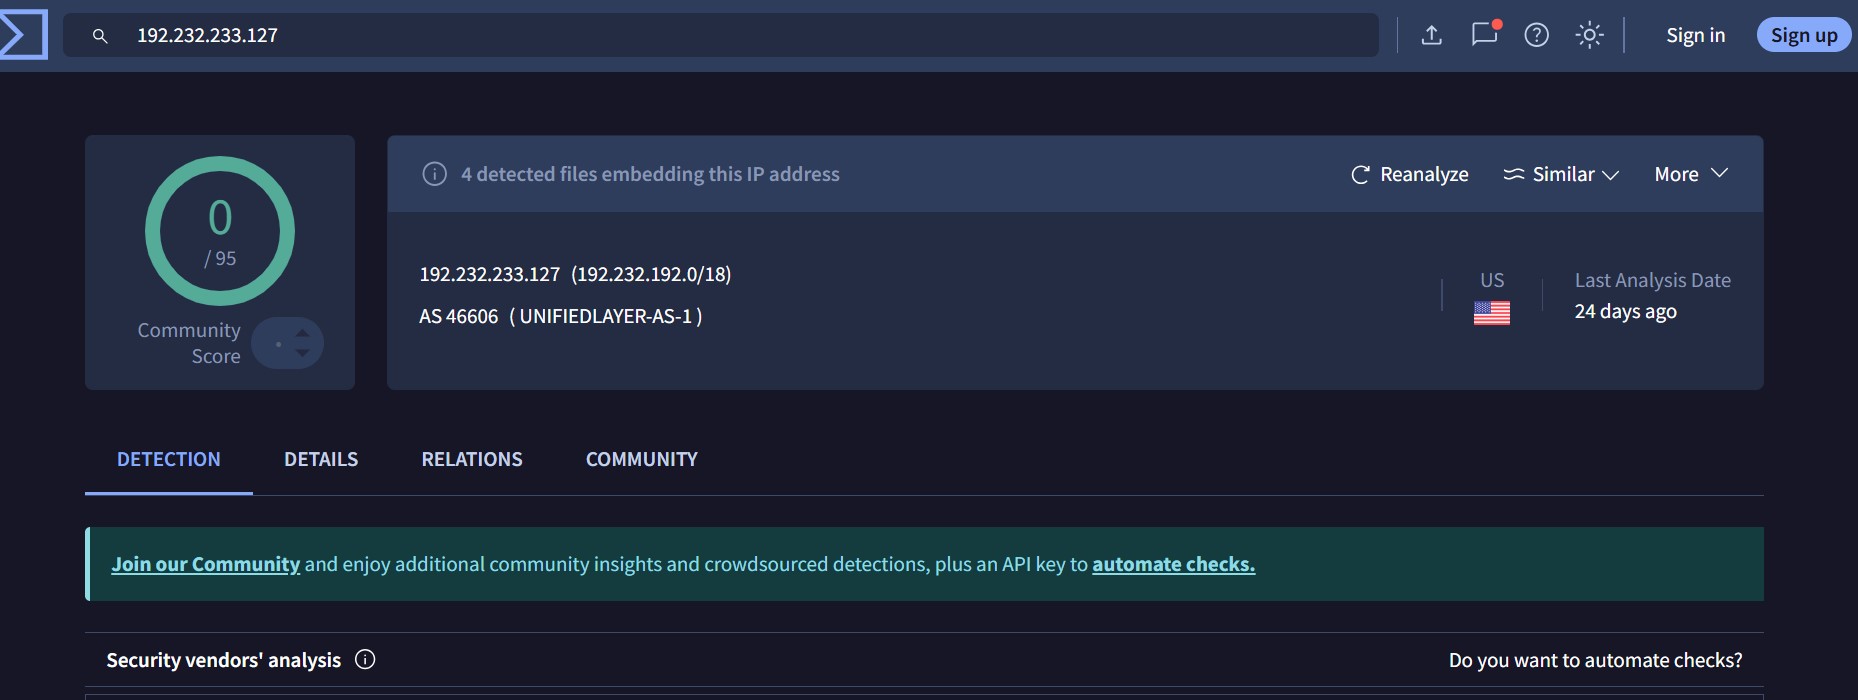 192.232.233.127
Sign in
Sign up
0
/ 95
Community
Score
4 detected files embedding this IP address
Reanalyze
Similar
More
192.232.233.127 (192.232.192.0/18)
AS 46606 ( UNIFIEDLAYER-AS-1 )
US
Last Analysis Date
24 days ago
DETECTION
DETAILS
RELATIONS
COMMUNITY
Join our Community and enjoy additional community insights and crowdsourced detections, plus an API key to automate checks.
Security vendors' analysis
Do you want to automate checks?